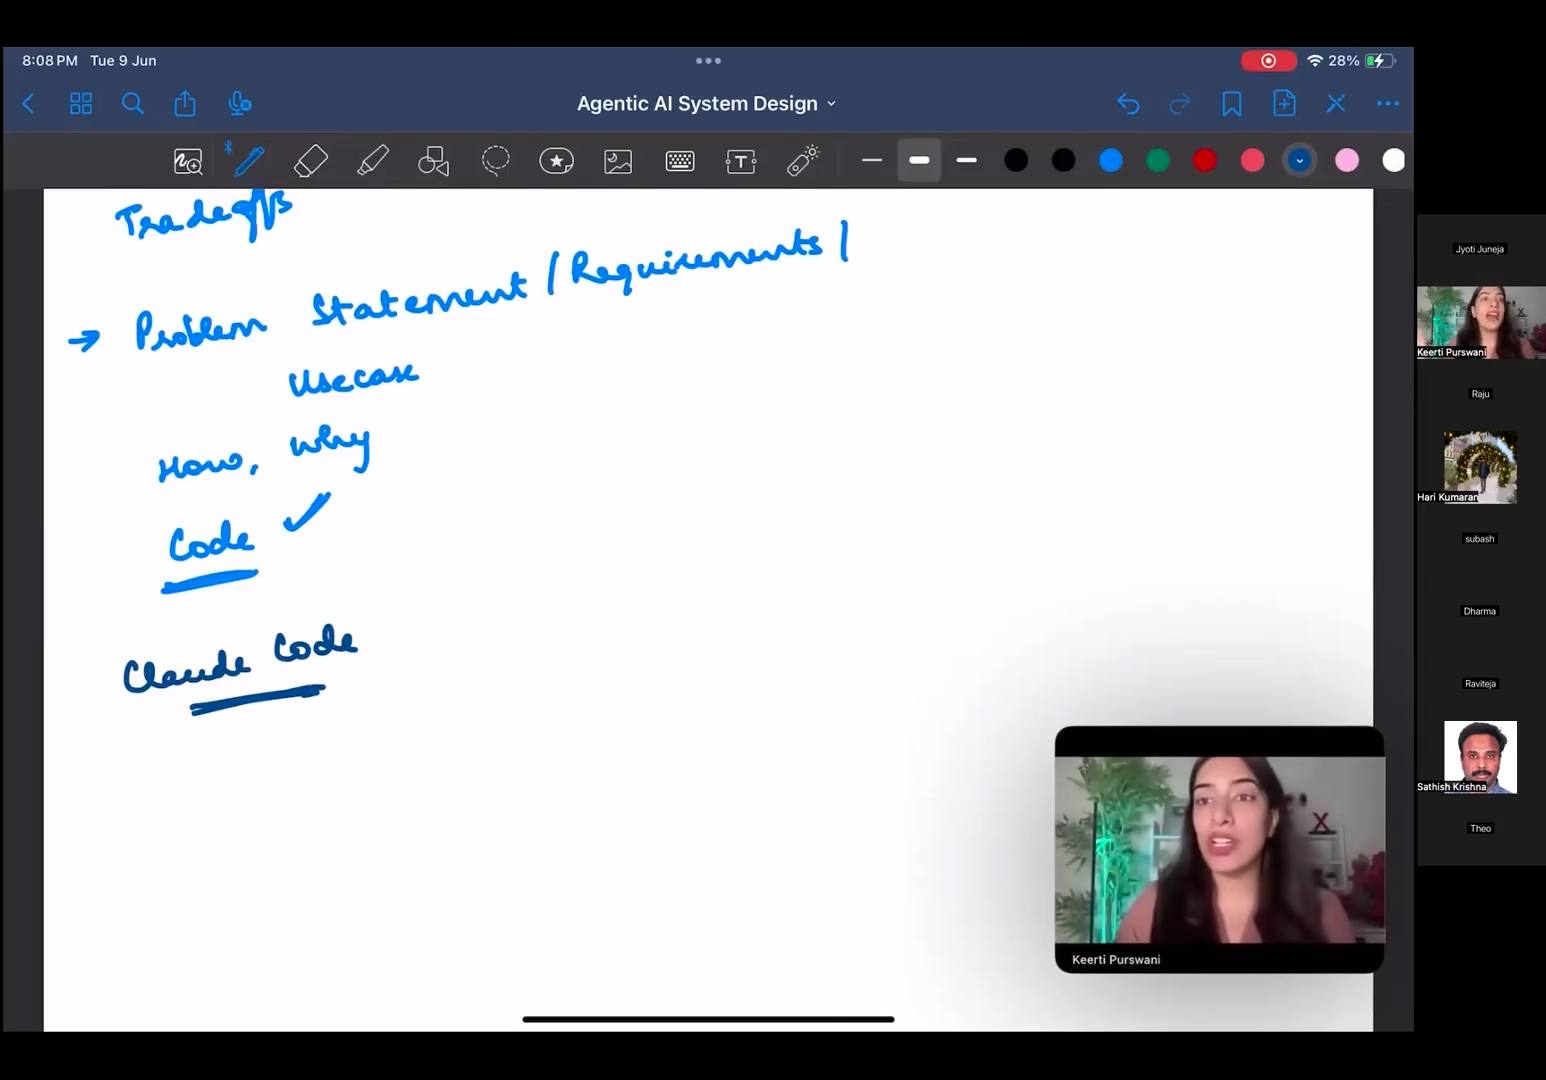 8:08 PM Tue 9 Jun
28%
Agentic AI System Design
Tradeoffs
→ Problem Statement / Requirements /
Usecase
How, Why
Code ✓
Claude Code
Keerti Purswani
Jyoti Juneja
Keerti Purswani
Raju
Hari Kumaran
subash
Dharma
Raviteja
Sathish Krishna
Theo